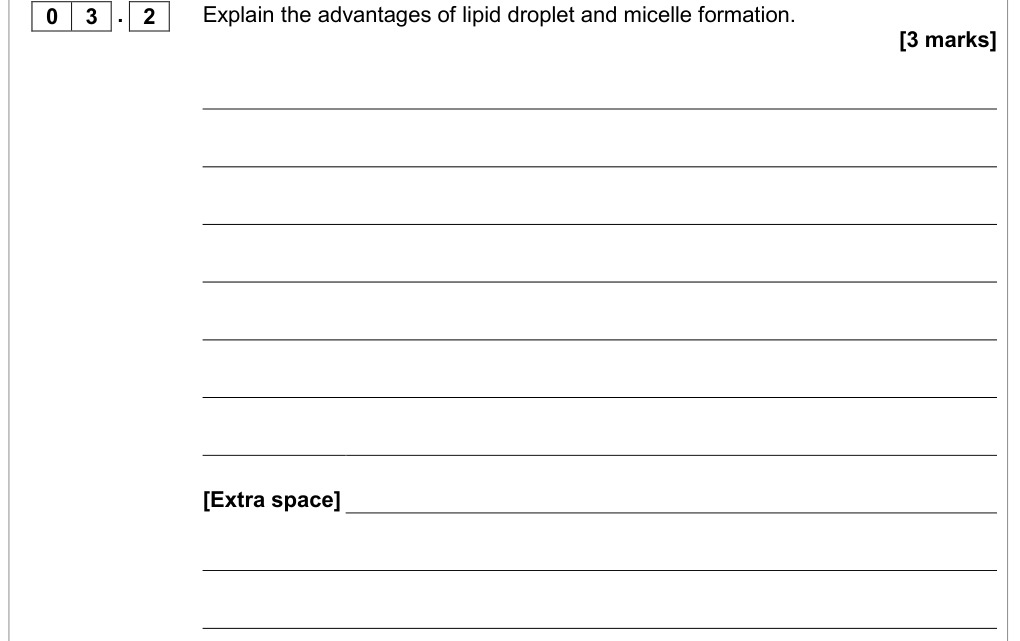 0 3 . 2 Explain the advantages of lipid droplet and micelle formation.
[3 marks]
[Extra space]